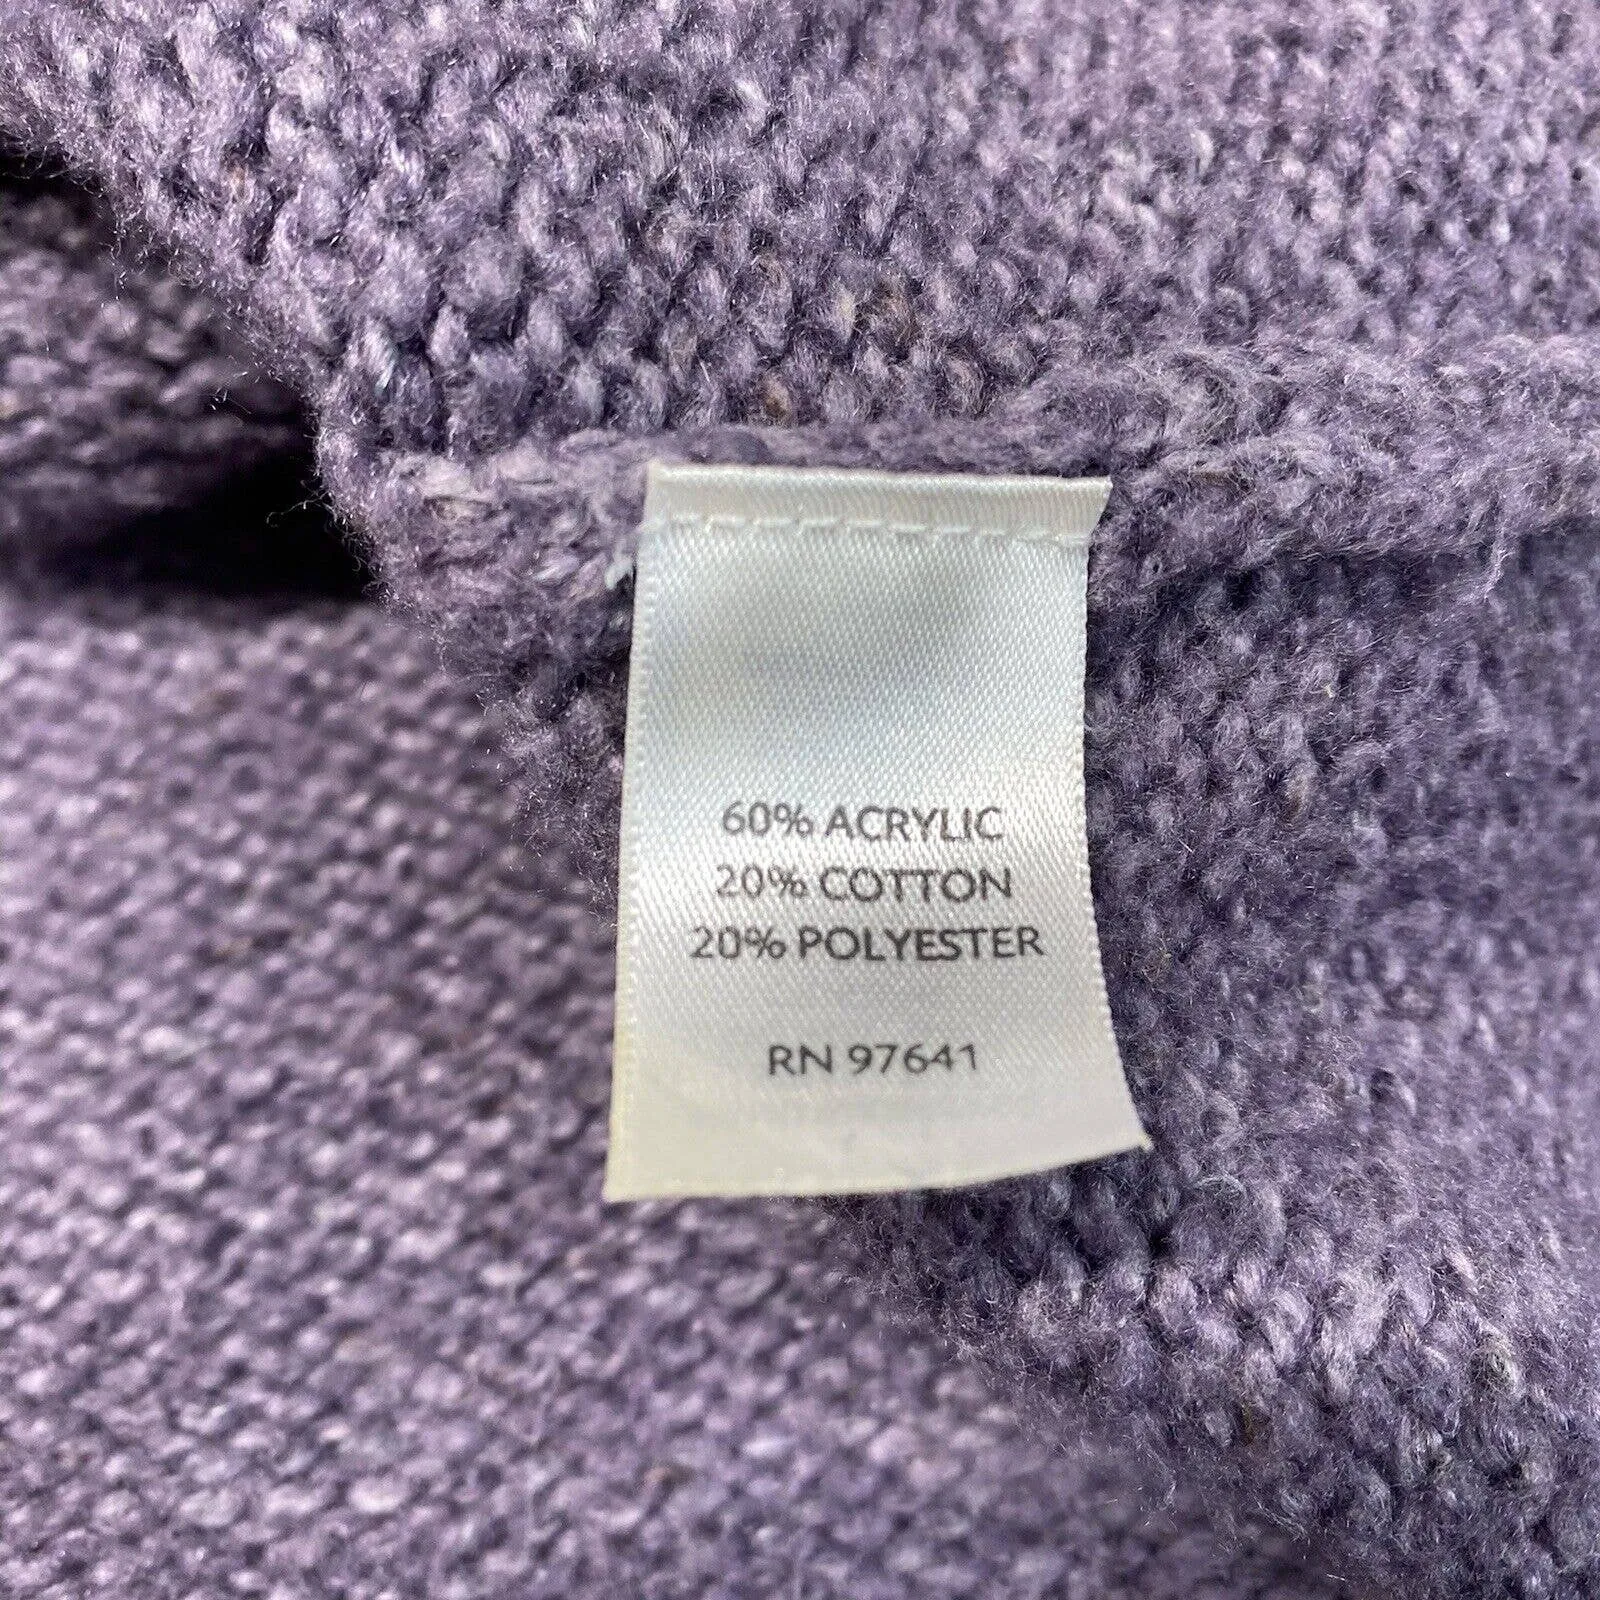 60% ACRYLIC
20% COTTON
20% POLYESTER
RN 97641